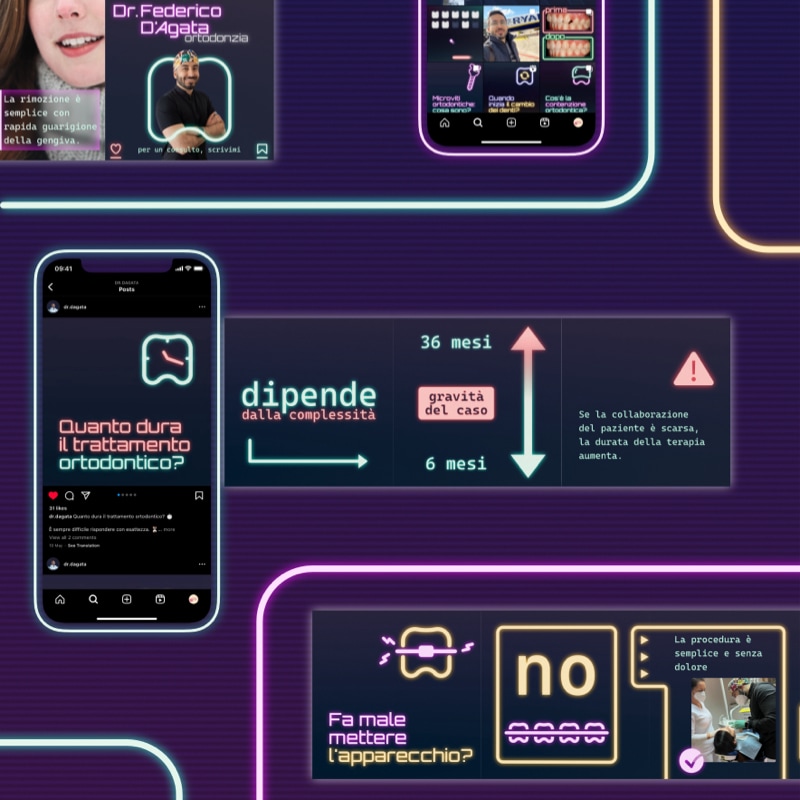 Dr.Federico
D'Agata
ortodonzia
La rimozione è
semplice con
rapida guarigione
della gengiva.
per un consulto, scrivimi
RYA
prima
dopo
Microviti
ortodontiche:
cosa sono?
Quando
inizia il cambio
dei denti?
Cos'è la
contenzione
ortodontica?
09:41
DR.DAGATA
Posts
dr.dagata
Quanto dura
il trattamento
ortodontico?
31 likes
dr.dagata Quanto dura il trattamento ortodontico?
È sempre difficile rispondere con esattezza. ⏳... more
View all 2 comments
See Translation
dr.dagata
dipende
dalla complessità
36 mesi
gravità
del caso
6 mesi
Se la collaborazione
del paziente è scarsa,
la durata della terapia
aumenta.
Fa male
mettere
l'apparecchio?
no
La procedura è
semplice e senza
dolore